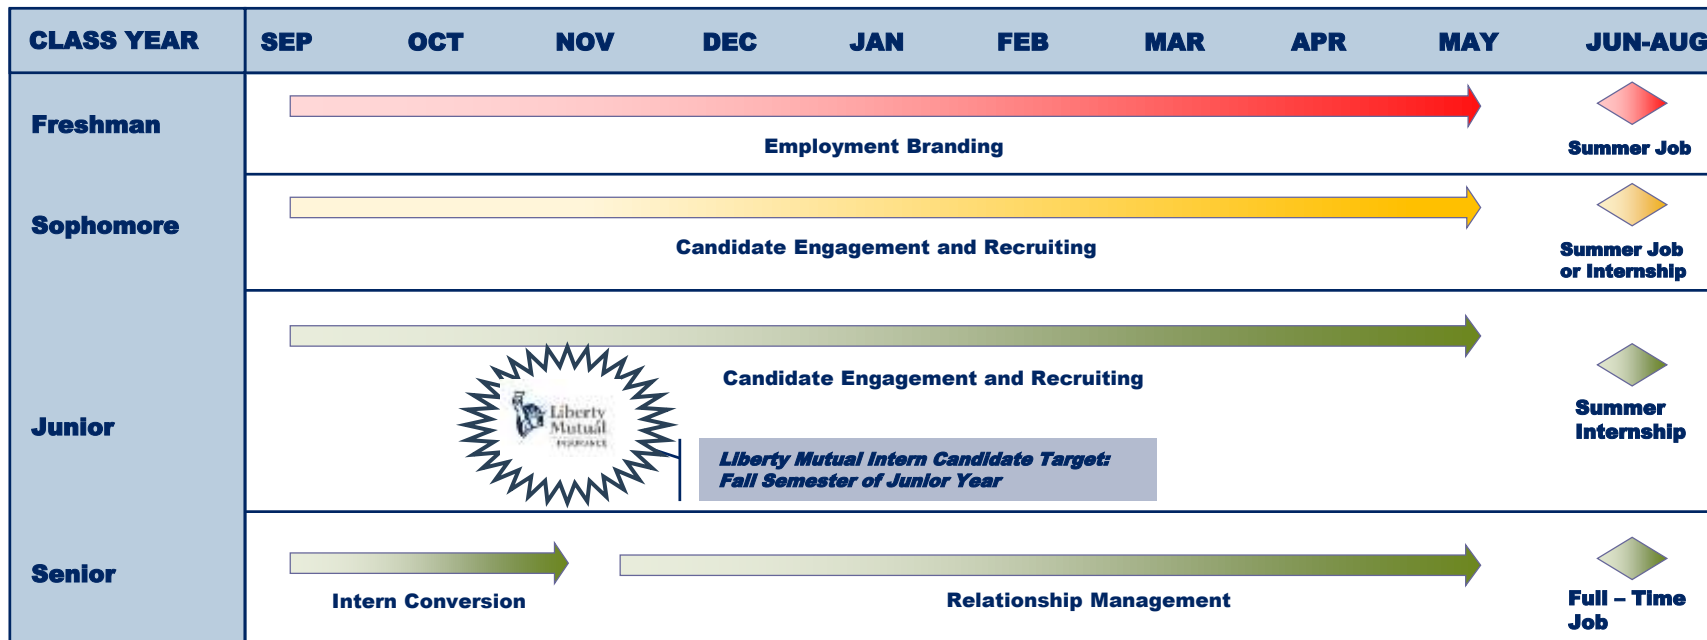 CLASS YEAR SEP OCT NOV DEC JAN FEB MAR APR MAY JUN-AUG
Freshman
Employment Branding
Summer Job
Sophomore
Candidate Engagement and Recruiting
Summer Job
or Internship
Junior
Candidate Engagement and Recruiting
Liberty
Mutual
INSURANCE
Liberty Mutual Intern Candidate Target:
Fall Semester of Junior Year
Summer
Internship
Senior
Intern Conversion
Relationship Management
Full – Time
Job